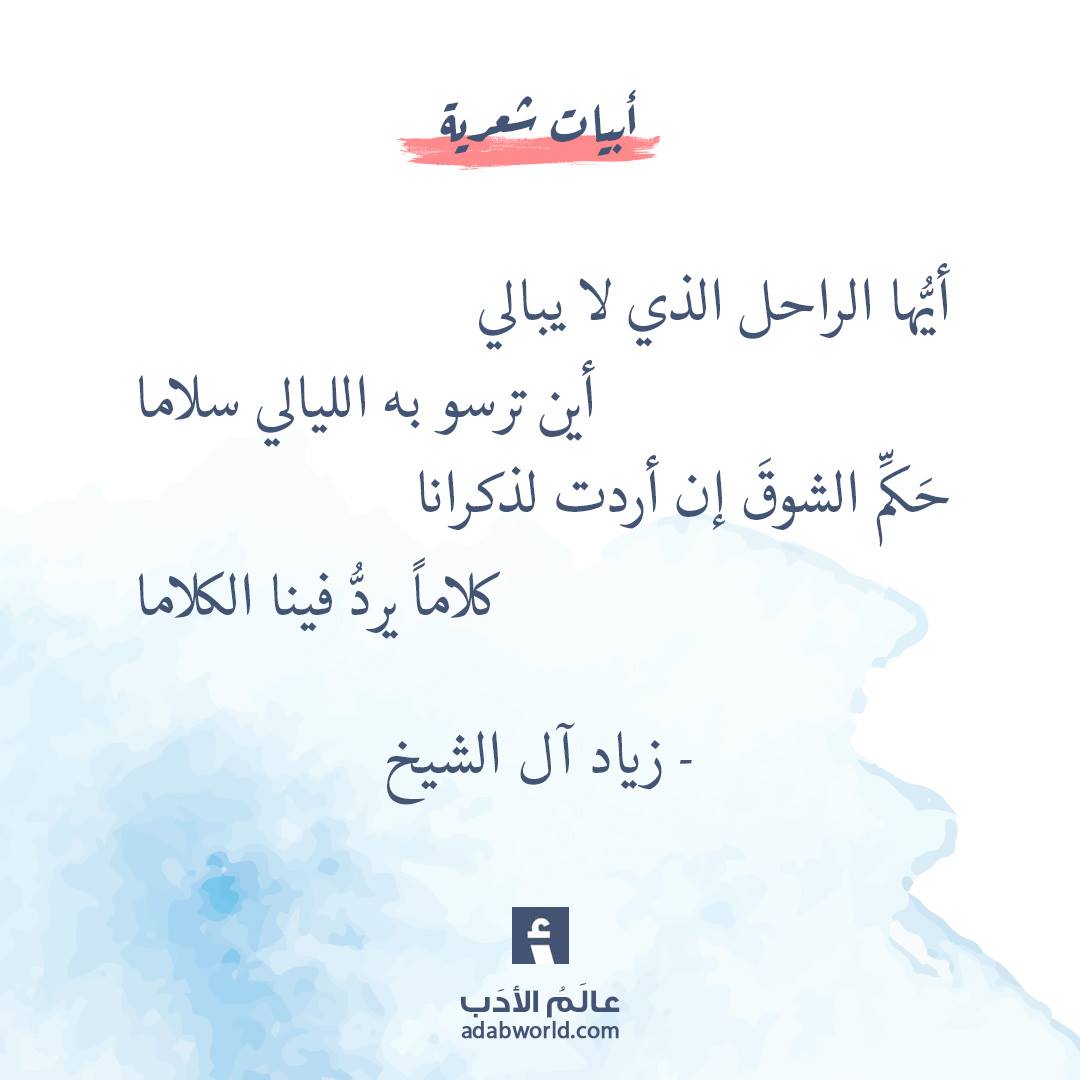 أبيات شعرية
أيُّها الراحل الذي لا يبالي
أين ترسو به الليالي سلاما
حَكِّمِ الشوقَ إن أردت لذكرانا
كلاماً يردُّ فينا الكلاما
- زياد آل الشيخ
أ
عالَمُ الأدَب
adabworld.com